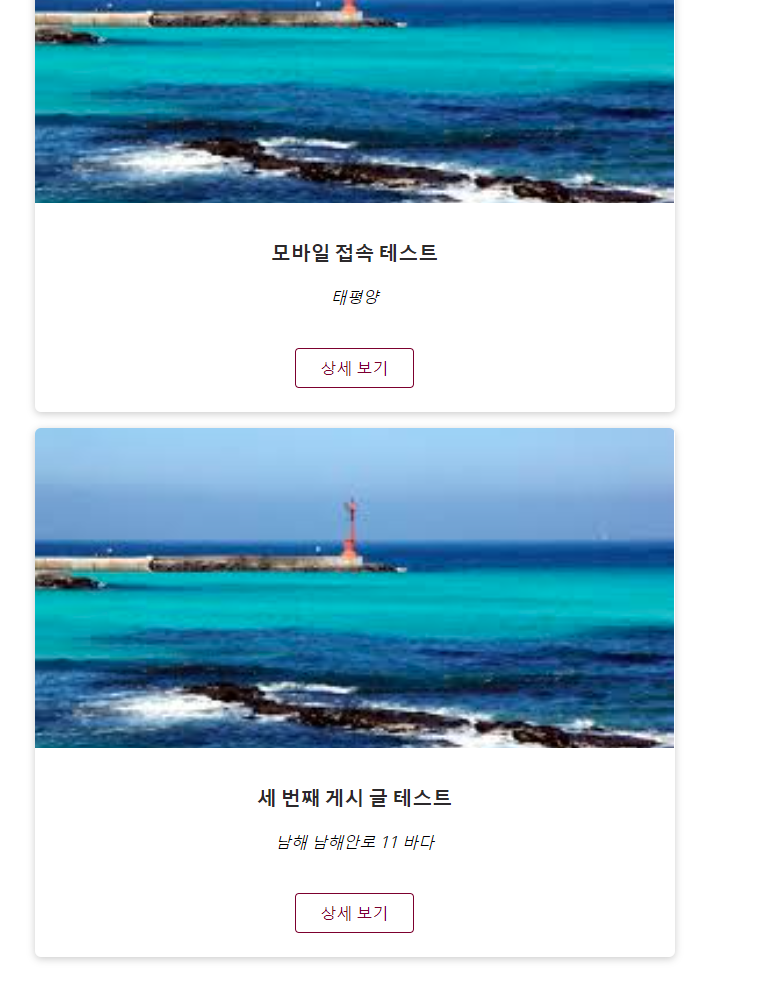 모바일 접속 테스트
태평양
상세 보기
세 번째 게시 글 테스트
남해 남해안로 11 바다
상세 보기